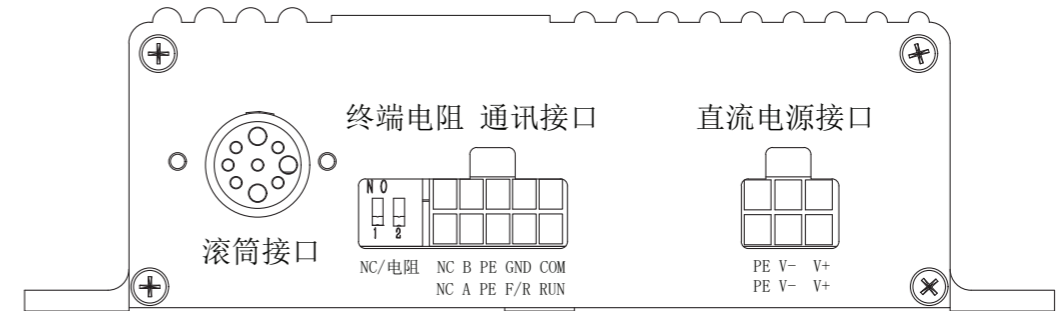 终端电阻 通讯接口 直流电源接口
N O
1 2
滚筒接口
NC/电阻 NC B PE GND COM PE V- V+
NC A PE F/R RUN PE V- V+